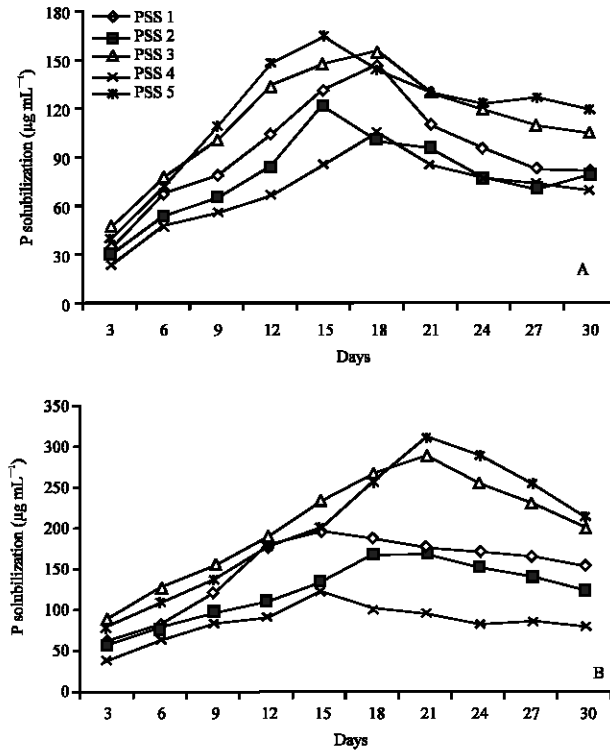 180
150
120
90
60
30
0
P solubilization (µg mL⁻¹)
PSS 1
PSS 2
PSS 3
PSS 4
PSS 5
A
3 6 9 12 15 18 21 24 27 30
Days
350
300
250
200
150
100
50
0
P solubilization (µg mL⁻¹)
B
3 6 9 12 15 18 21 24 27 30
Days